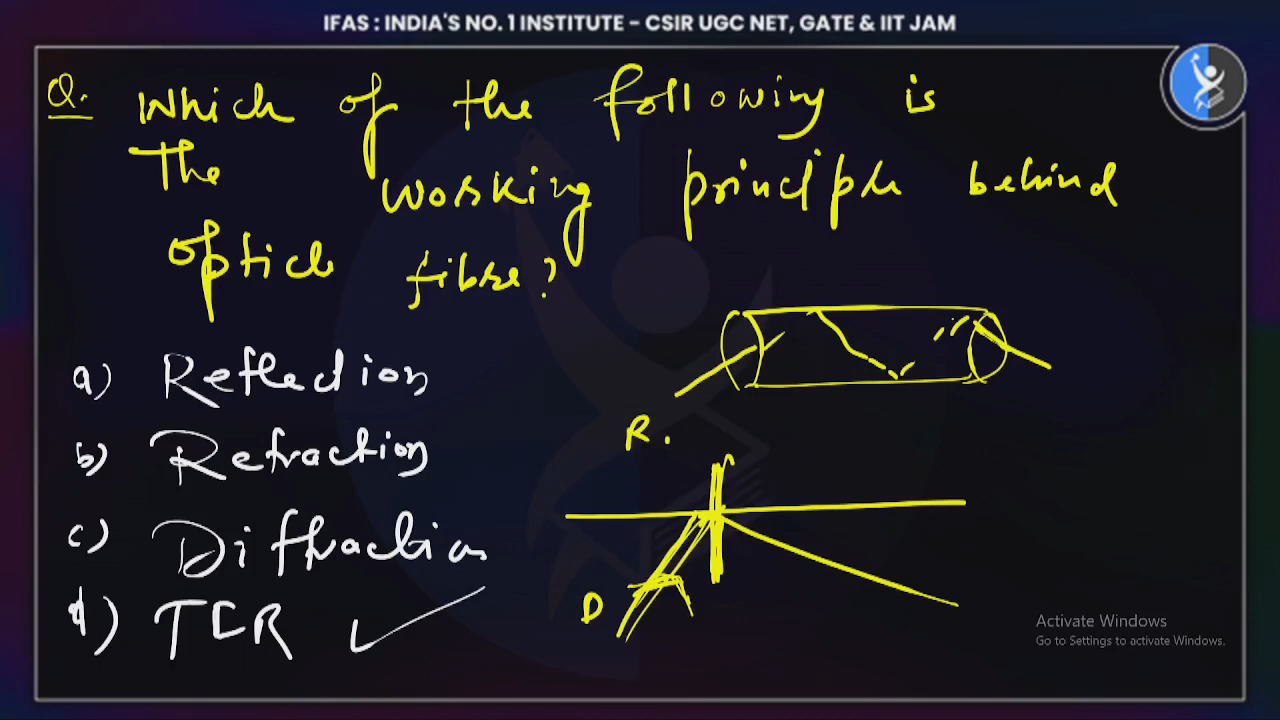 IFAS : INDIA'S NO. 1 INSTITUTE - CSIR UGC NET, GATE & IIT JAM
Q. Which of the following is
The working principle behind
optick fibre?
a) Reflection
b) Refraction
c) Diffraction
d) TIR
R.
D
Activate Windows
Go to Settings to activate Windows.